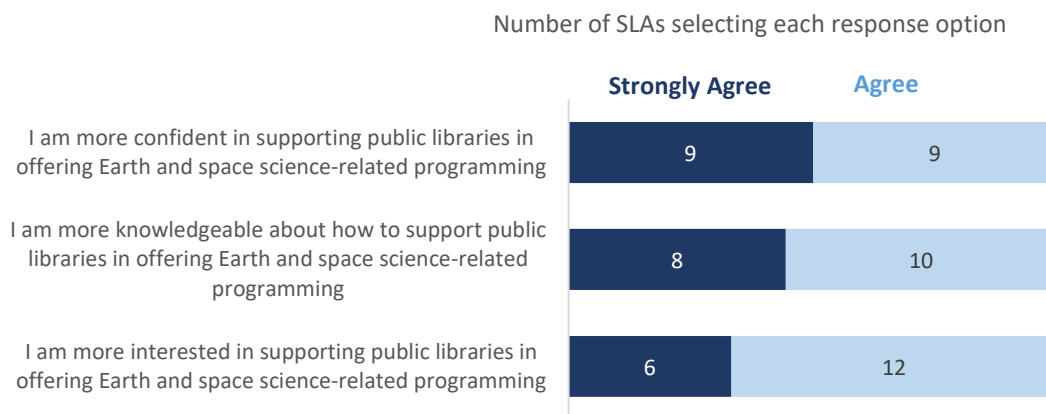 Number of SLAs selecting each response option
Strongly Agree Agree
I am more confident in supporting public libraries in
offering Earth and space science-related programming
9 9
I am more knowledgeable about how to support public
libraries in offering Earth and space science-related
programming
8 10
I am more interested in supporting public libraries in
offering Earth and space science-related programming
6 12